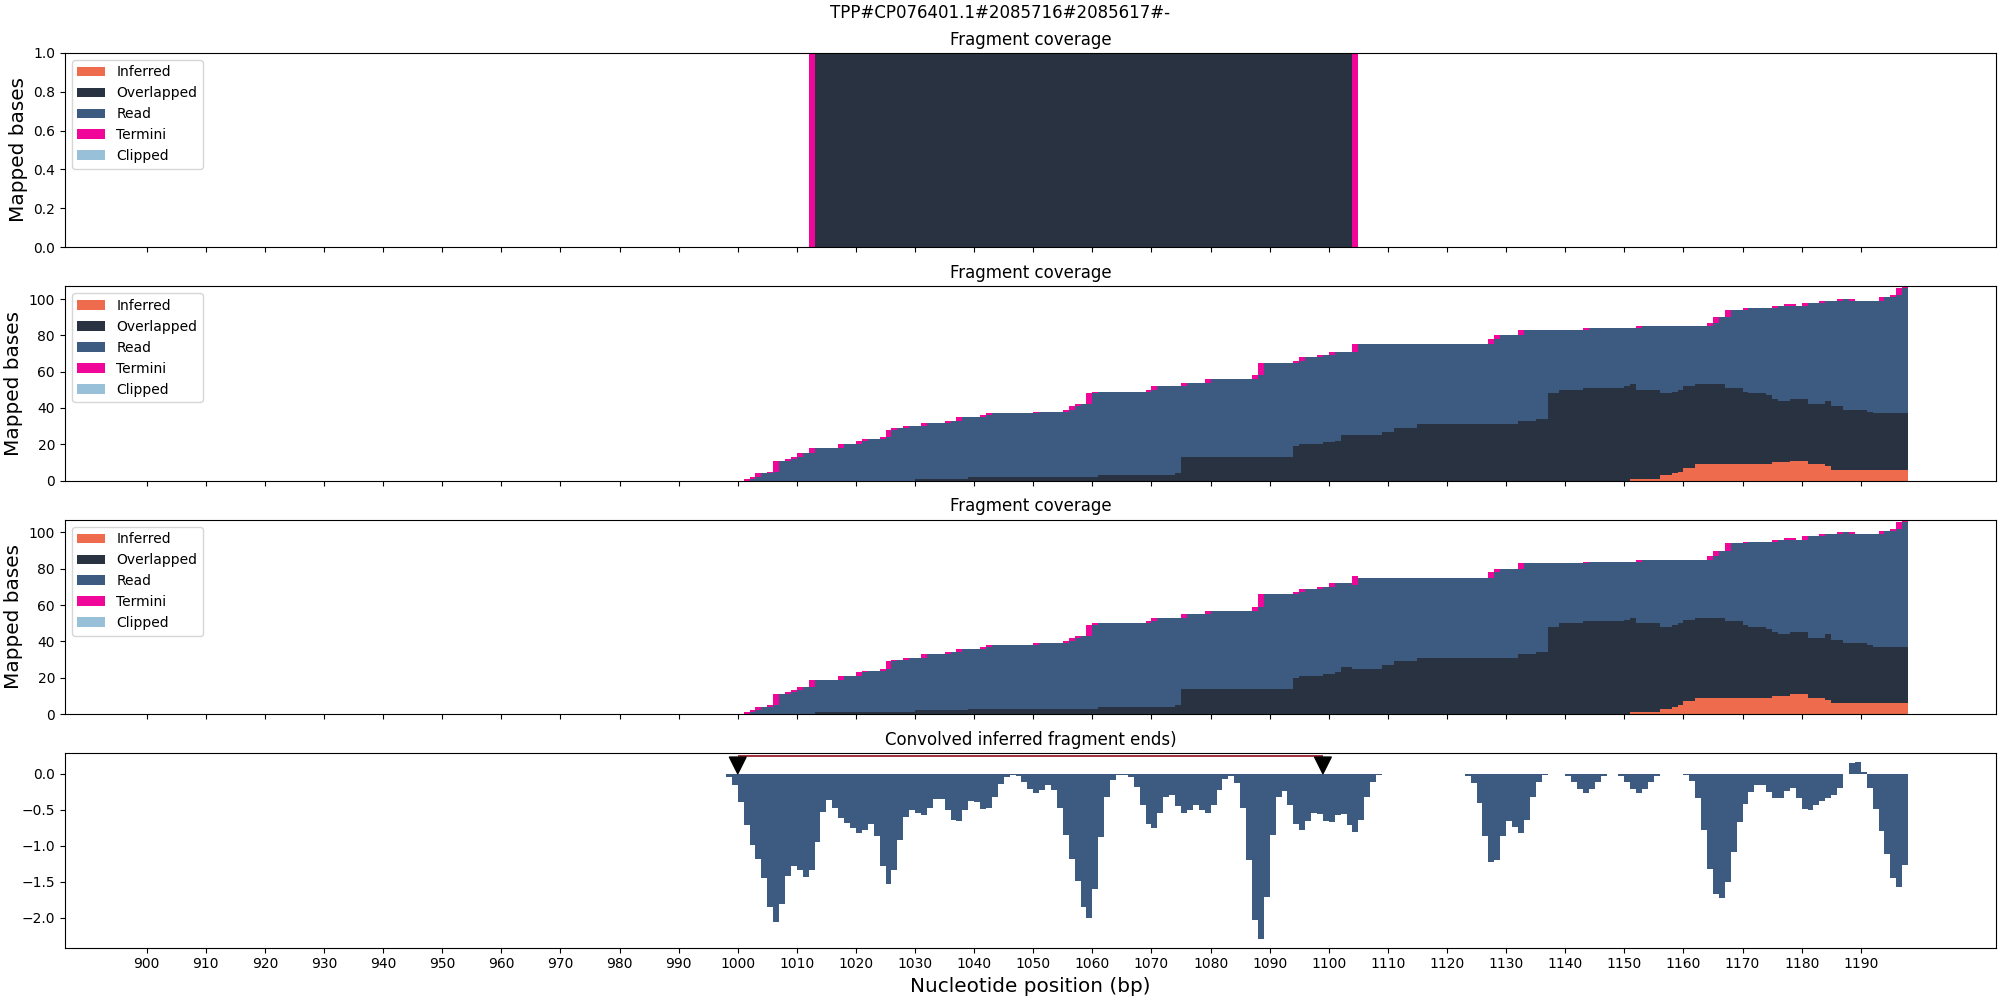 TPP#CP076401.1#2085716#2085617#-
Fragment coverage
Mapped bases
1.0
0.8
0.6
0.4
0.2
0.0
Inferred
Overlapped
Read
Termini
Clipped
Fragment coverage
Mapped bases
100
80
60
40
20
0
Inferred
Overlapped
Read
Termini
Clipped
Fragment coverage
Mapped bases
100
80
60
40
20
0
Inferred
Overlapped
Read
Termini
Clipped
Convolved inferred fragment ends)
0.0
−0.5
−1.0
−1.5
−2.0
900 910 920 930 940 950 960 970 980 990 1000 1010 1020 1030 1040 1050 1060 1070 1080 1090 1100 1110 1120 1130 1140 1150 1160 1170 1180 1190
Nucleotide position (bp)